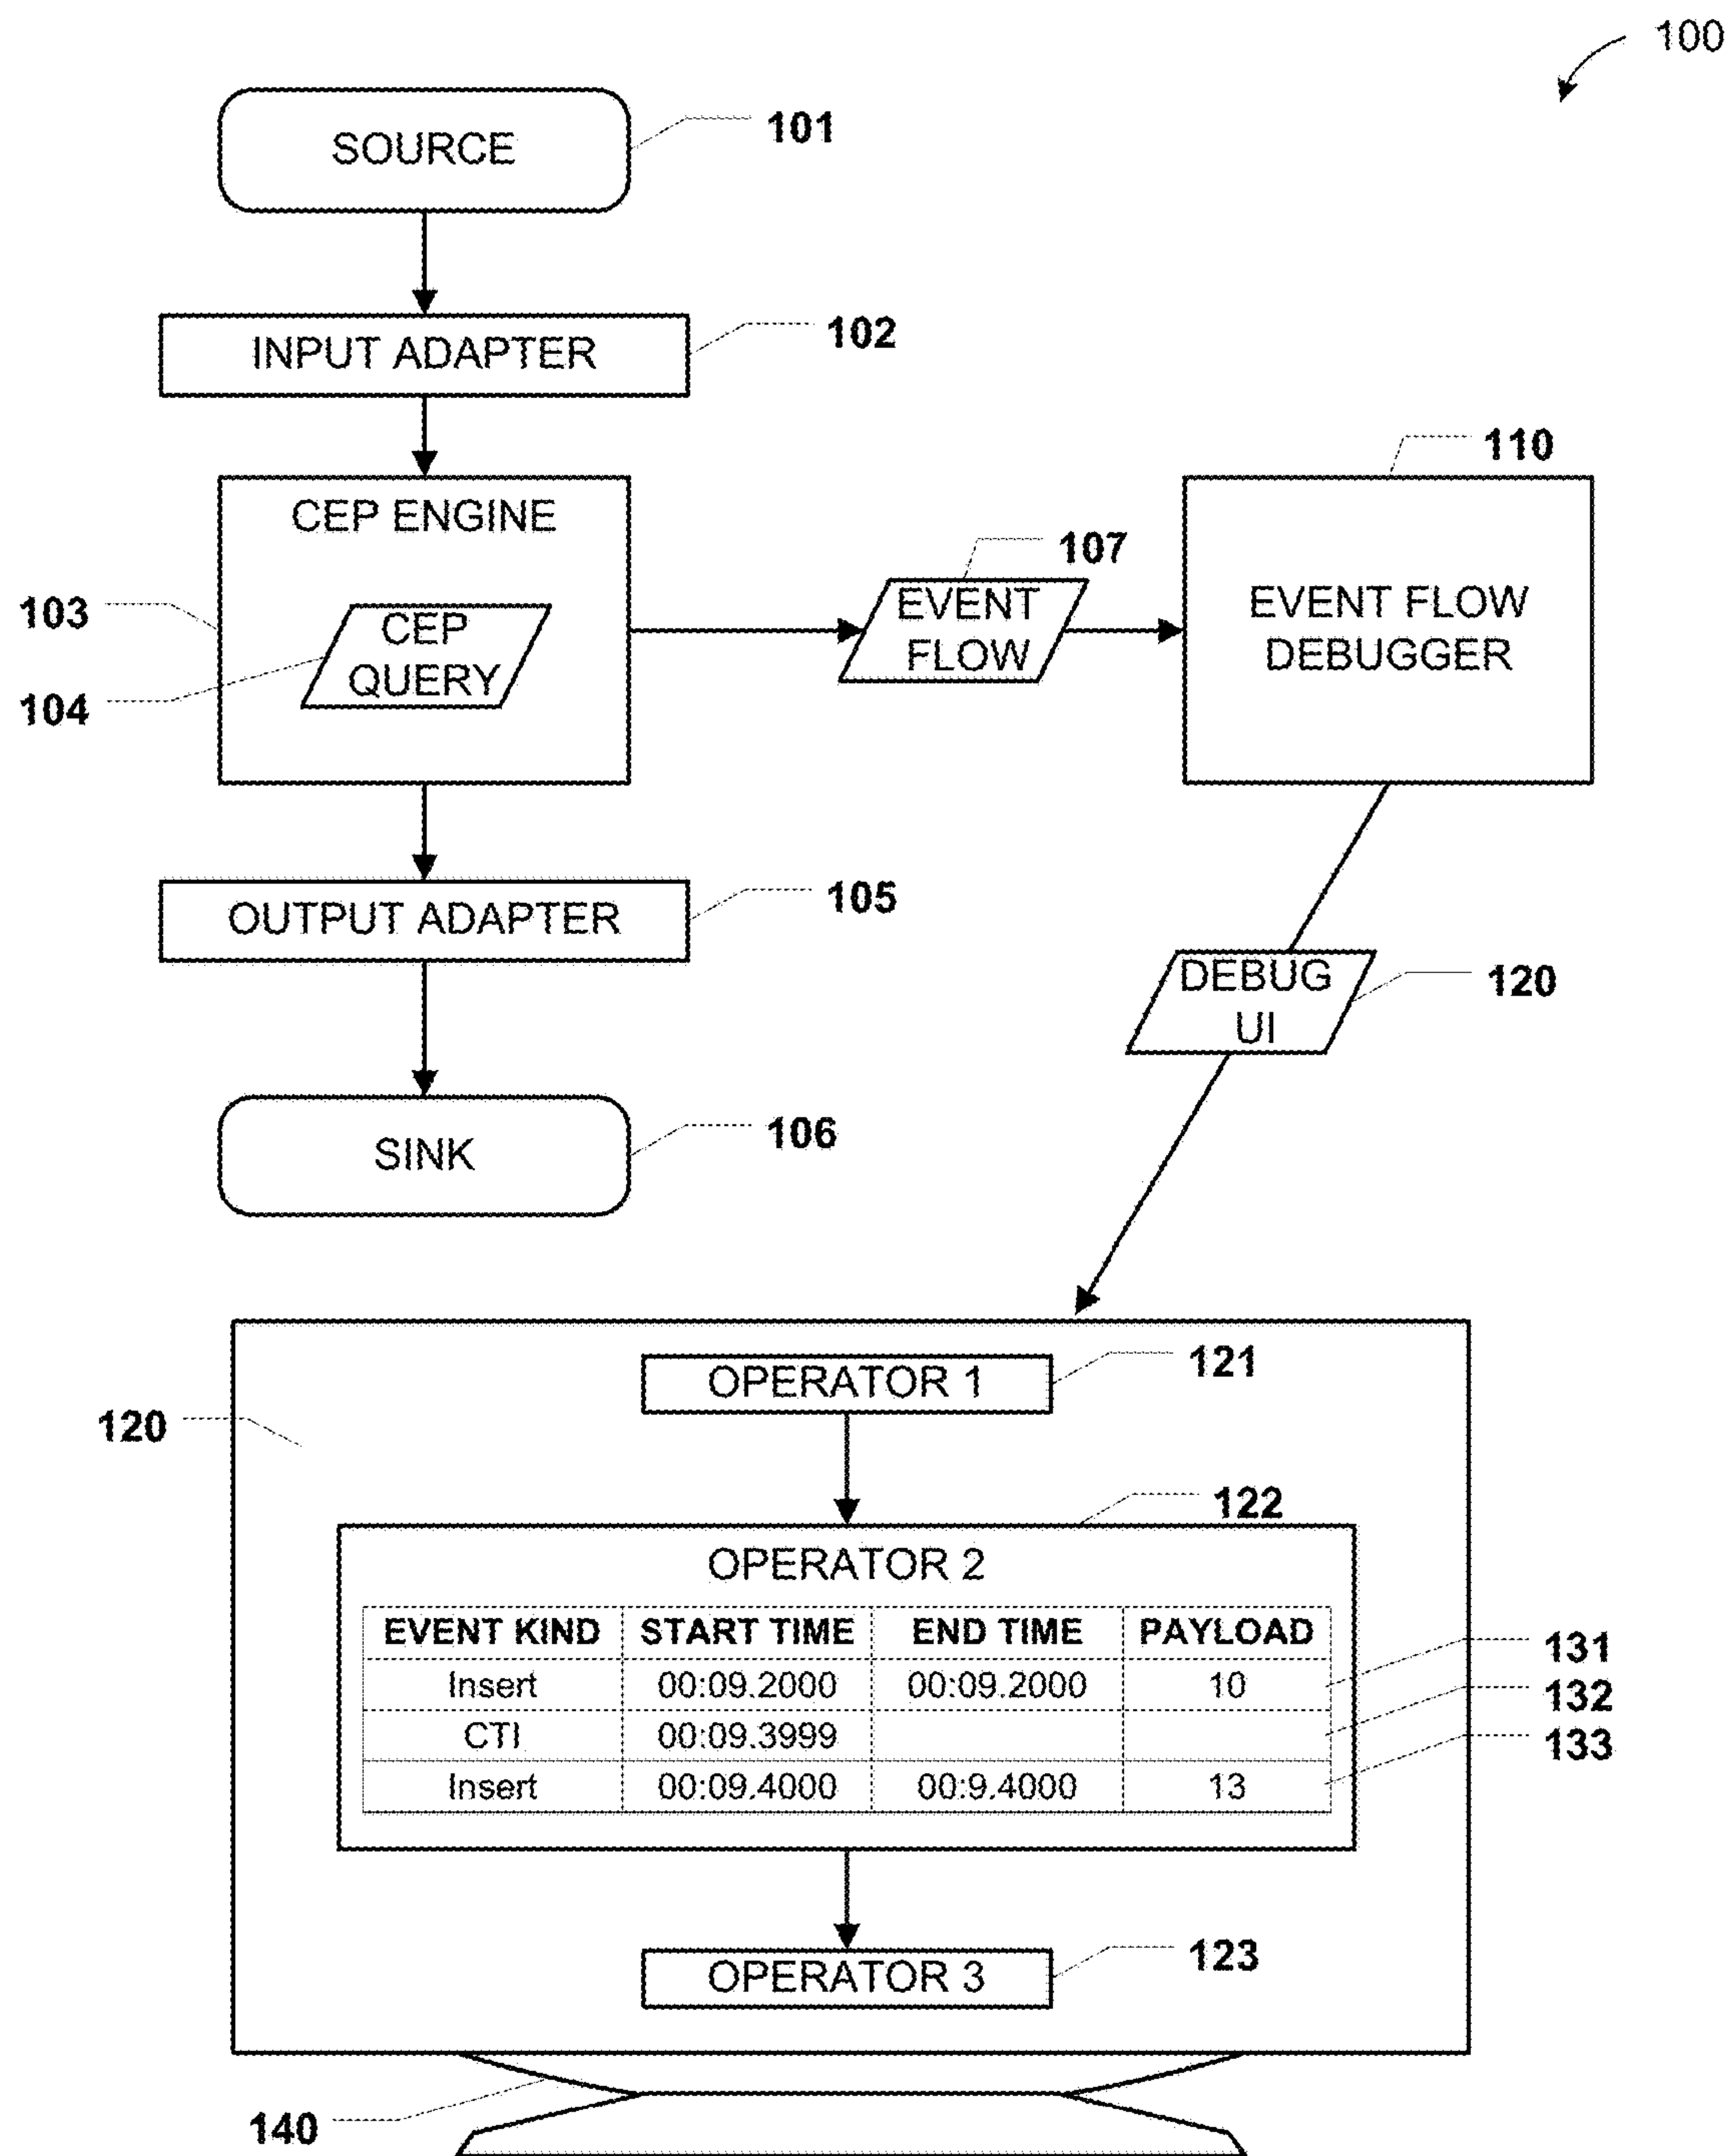 100
SOURCE
101
INPUT ADAPTER
102
110
CEP ENGINE
107
103
CEP
QUERY
EVENT
FLOW
EVENT FLOW
DEBUGGER
104
OUTPUT ADAPTER
105
DEBUG
UI
120
SINK
106
OPERATOR 1
121
120
122
OPERATOR 2
EVENT KIND START TIME END TIME PAYLOAD
Insert 00:09.2000 00:09.2000 10
131
CTI 00:09.3999
132
Insert 00:09.4000 00:9.4000 13
133
OPERATOR 3
123
140